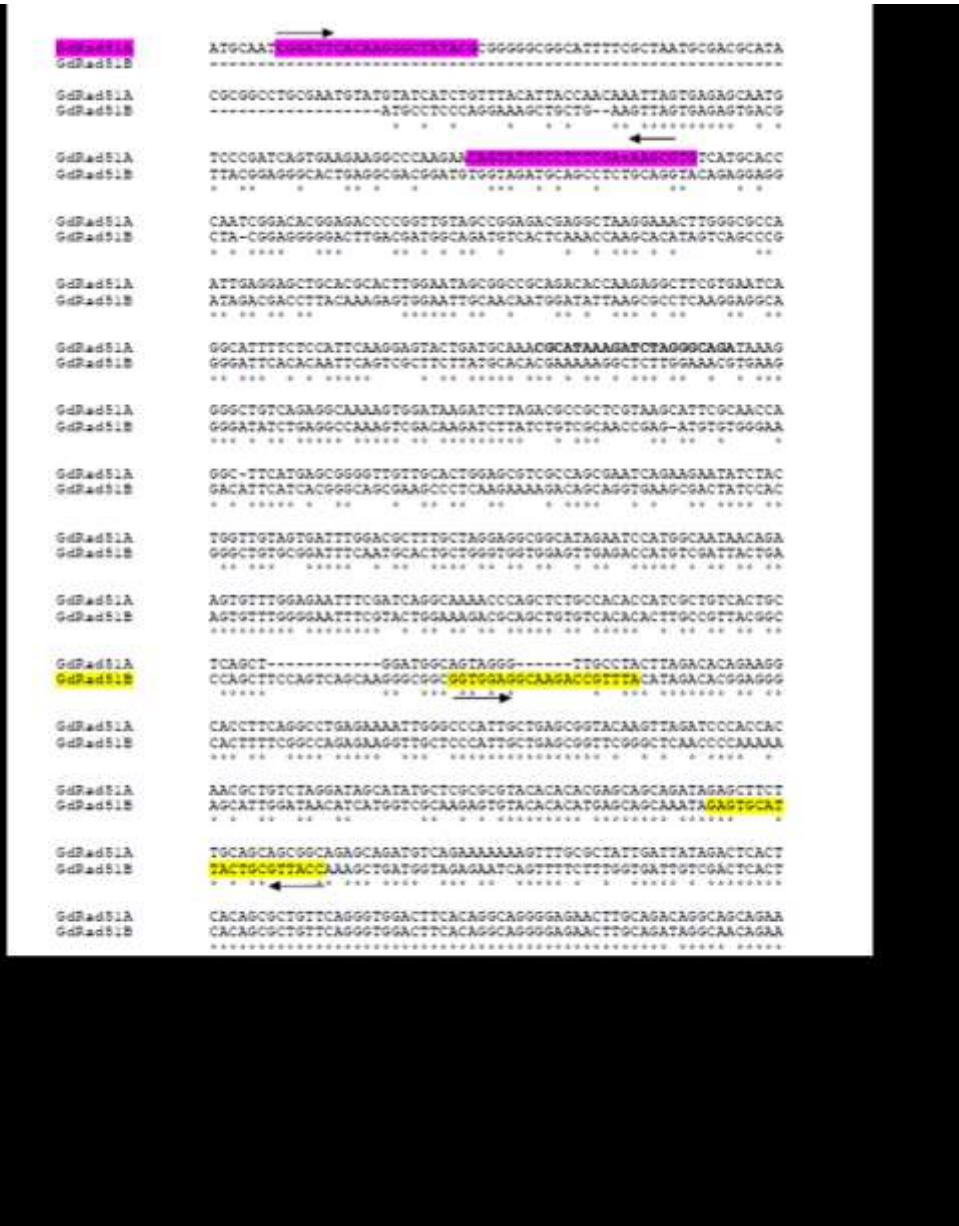 GdRad51A ATGCAATCGGATTCACAAGGGCTATACGCGGGGGCGGCATTTTCGCTAATGCGACGCATA
GdRad51B ------------------------------------------------------------
GdRad51A CGCGGCCTGCGAATGTATGTATCATCTGTTTACATTACCAACAAATTAGTGAGAGCAATG
GdRad51B ------------------ATGCCTCCCAGGAAAGCTGCTG--AAGTTAGTGAGAGTGACG
GdRad51A TCCCGATCAGTGAAGAAGGCCCAAGAACAGTATGTCCTCTCGAAAAGCGTGTCATGCACC
GdRad51B TTACGGAGGGCACTGAGGCGACGGATGTGGTAGATGCAGCCTCTGCAGGTACAGAGGAGG
GdRad51A CAATCGGACACGGAGACCCCGGTTGTAGCCGGAGACGAGGCTAAGGAAACTTGGGCGCCA
GdRad51B CTA-CGGAGGGGGACTTGACGATGGCAGATGTCACTCAAACCAAGCACATAGTCAGCCCG
GdRad51A ATTGAGGAGCTGCACGCACTTGGAATAGCGGCCGCAGACACCAAGAGGCTTCGTGAATCA
GdRad51B ATAGACGACCTTACAAAGAGTGGAATTGCAACAATGGATATTAAGCGCCTCAAGGAGGCA
GdRad51A GGCATTTTCTCCATTCAAGGAGTACTGATGCAAACGCATAAAGATCTAGGGCAGATAAAG
GdRad51B GGGATTCACACAATTCAGTCGCTTCTTATGCACACGAAAAAGGCTCTTGGAAACGTGAAG
GdRad51A GGGCTGTCAGAGGCAAAAGTGGATAAGATCTTAGACGCCGCTCGTAAGCATTCGCAACCA
GdRad51B GGGATATCTGAGGCCAAAGTCGACAAGATCTTATCTGTCGCAACCGAG-ATGTGTGGGAA
GdRad51A GGC-TTCATGAGCGGGGTTGTTGCACTGGAGCGTCGCCAGCGAATCAGAAGAATATCTAC
GdRad51B GACATTCATCACGGGCAGCGAAGCCCTCAAGAAAAGACAGCAGGTGAAGCGACTATCCAC
GdRad51A TGGTTGTAGTGATTTGGACGCTTTGCTAGGAGGCGGCATAGAATCCATGGCAATAACAGA
GdRad51B GGGCTGTGCGGATTTCAATGCACTGCTGGGTGGTGGAGTTGAGACCATGTCGATTACTGA
GdRad51A AGTGTTTGGAGAATTTCGATCAGGCAAAACCCAGCTCTGCCACACCATCGCTGTCACTGC
GdRad51B AGTGTTTGGGGAATTTCGTACTGGAAAGACGCAGCTGTGTCACACACTTGCCGTTACGGC
GdRad51A TCAGCT------------GGATGGCAGTAGGG------TTGCCTACTTAGACACAGAAGG
GdRad51B CCAGCTTCCAGTCAGCAAGGGCGGCGGTGGAGGCAAGACCGTTTACATAGACACGGAGGG
GdRad51A CACCTTCAGGCCTGAGAAAATTGGGCCCATTGCTGAGCGGTACAAGTTAGATCCCACCAC
GdRad51B CACTTTTCGGCCAGAGAAGGTTGCTCCCATTGCTGAGCGGTTCGGGCTCAACCCCAAAAA
GdRad51A AACGCTGTCTAGGATAGCATATGCTCGCGCGTACACACACGAGCAGCAGATAGAGCTTCT
GdRad51B AGCATTGGATAACATCATGGTCGCAAGAGTGTACACACATGAGCAGCAAATAGAGTGCAT
GdRad51A TGCAGCAGCGGCAGAGCAGATGTCAGAAAAAAAGTTTGCGCTATTGATTATAGACTCACT
GdRad51B TACTGCGTTACCAAAGCTGATGGTAGAGAATCAGTTTTCTTTGGTGATTGTCGACTCACT
GdRad51A CACAGCGCTGTTCAGGGTGGACTTCACAGGCAGGGGAGAACTTGCAGACAGGCAGCAGAA
GdRad51B CACAGCGCTGTTCAGGGTGGACTTCACAGGCAGGGGAGAACTTGCAGATAGGCAACAGAA